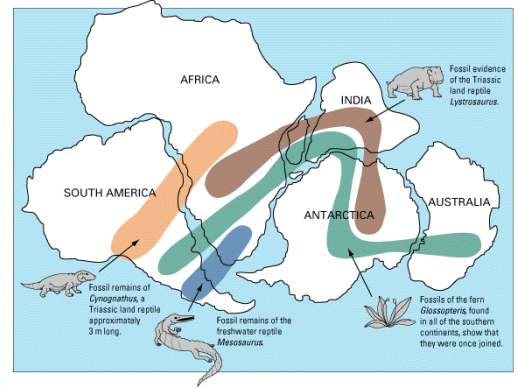 AFRICA
INDIA
SOUTH AMERICA
ANTARCTICA
AUSTRALIA
Fossil evidence
of the Triassic
land reptile
Lystrosaurus.
Fossil remains of
Cynognathus, a
Triassic land reptile
approximately
3 m long.
Fossil remains of the
freshwater reptile
Mesosaurus.
Fossils of the fern
Glossopteris, found
in all of the southern
continents, show that
they were once joined.